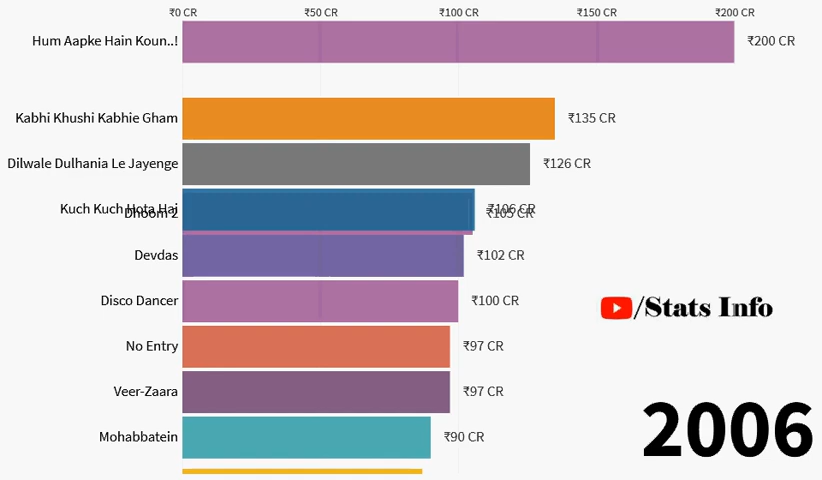 ₹0 CR ₹50 CR ₹100 CR ₹150 CR ₹200 CR
Hum Aapke Hain Koun..! ₹200 CR
Kabhi Khushi Kabhie Gham ₹135 CR
Dilwale Dulhania Le Jayenge ₹126 CR
Kuch Kuch Hota Hai ₹106 CR
Dhoom 2 ₹105 CR
Devdas ₹102 CR
Disco Dancer ₹100 CR
/Stats Info
No Entry ₹97 CR
Veer-Zaara ₹97 CR
2006
Mohabbatein ₹90 CR